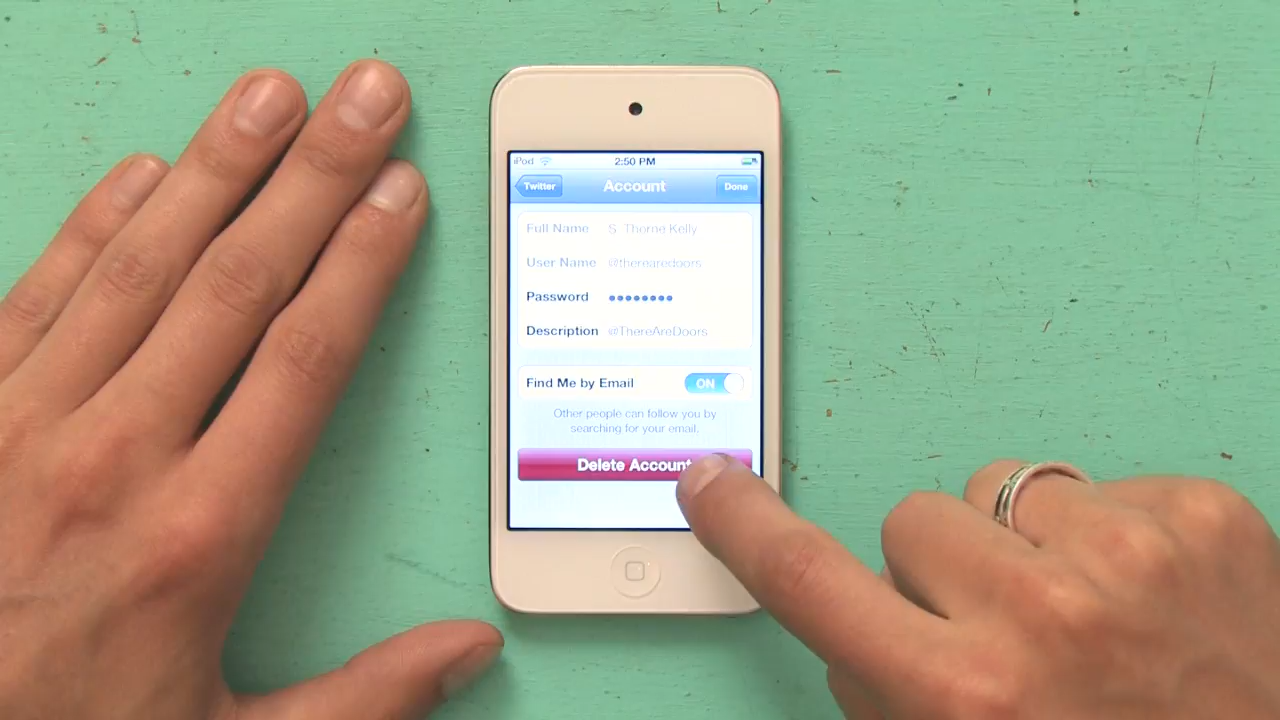 iPod 2:50 PM
Twitter Account Done
Full Name S. Thorne Kelly
User Name @therearedoors
Password ••••••••
Description @ThereAreDoors
Find Me by Email ON
Other people can follow you by
searching for your email.
Delete Account